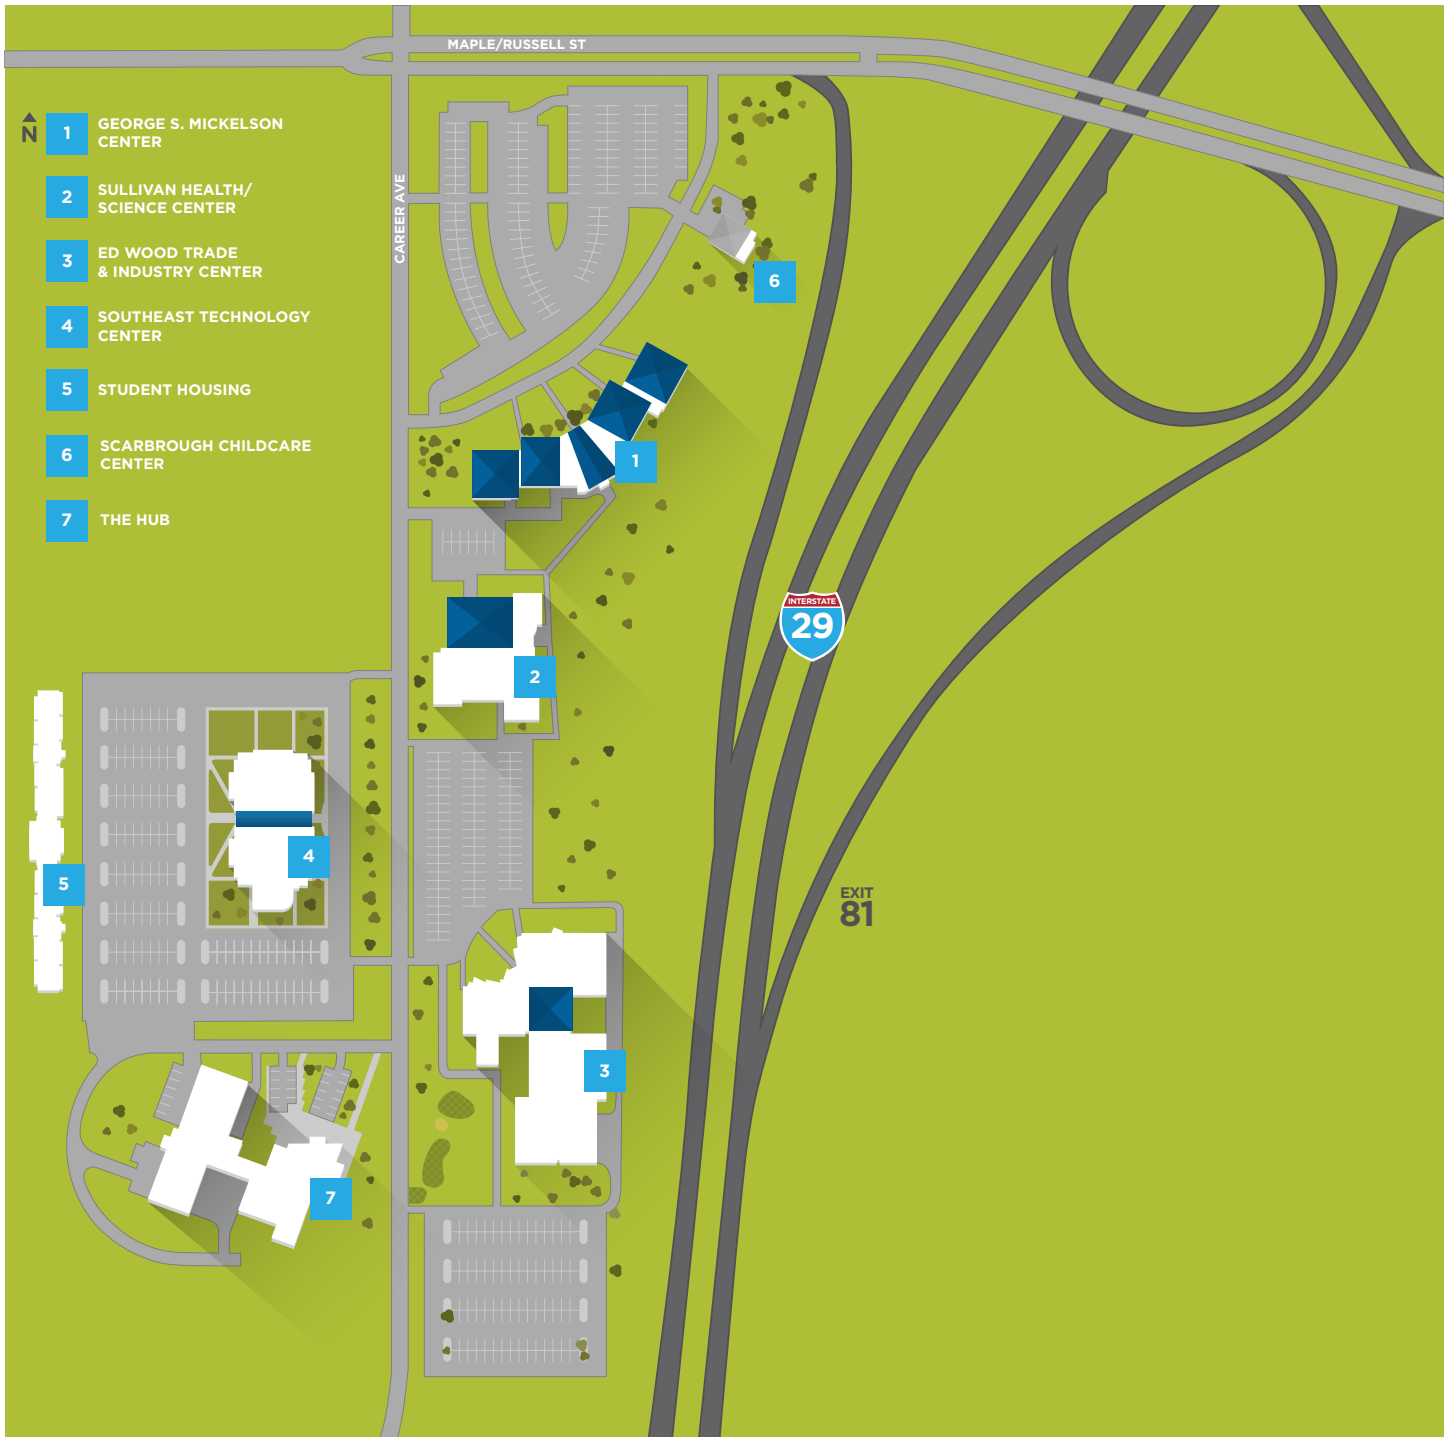 MAPLE/RUSSELL ST
N
1
GEORGE S. MICKELSON
CENTER
2
SULLIVAN HEALTH/
SCIENCE CENTER
3
ED WOOD TRADE
& INDUSTRY CENTER
4
SOUTHEAST TECHNOLOGY
CENTER
5
STUDENT HOUSING
6
SCARBROUGH CHILDCARE
CENTER
7
THE HUB
CAREER AVE
6
1
INTERSTATE
29
2
4
5
EXIT
81
3
7